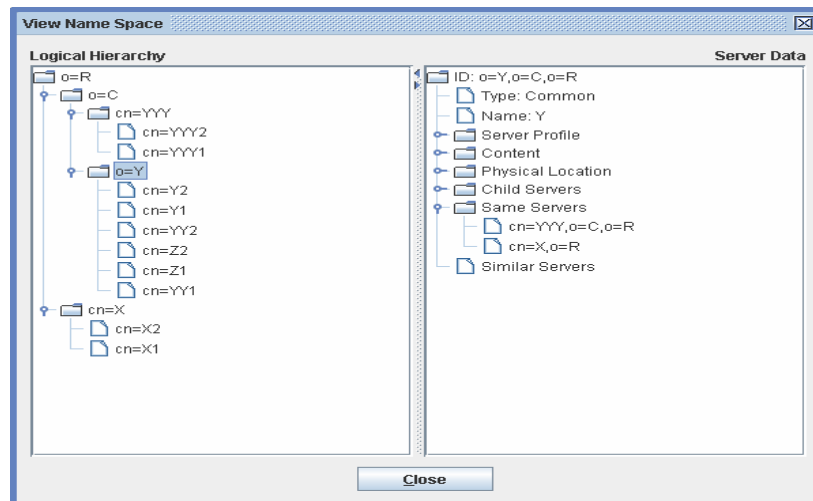 View Name Space
Logical Hierarchy
o=R
o=C
cn=YYY
cn=YYY2
cn=YYY1
o=Y
cn=Y2
cn=Y1
cn=YY2
cn=Z2
cn=Z1
cn=YY1
cn=X
cn=X2
cn=X1
Server Data
ID: o=Y,o=C,o=R
Type: Common
Name: Y
Server Profile
Content
Physical Location
Child Servers
Same Servers
cn=YYY,o=C,o=R
cn=X,o=R
Similar Servers
Close